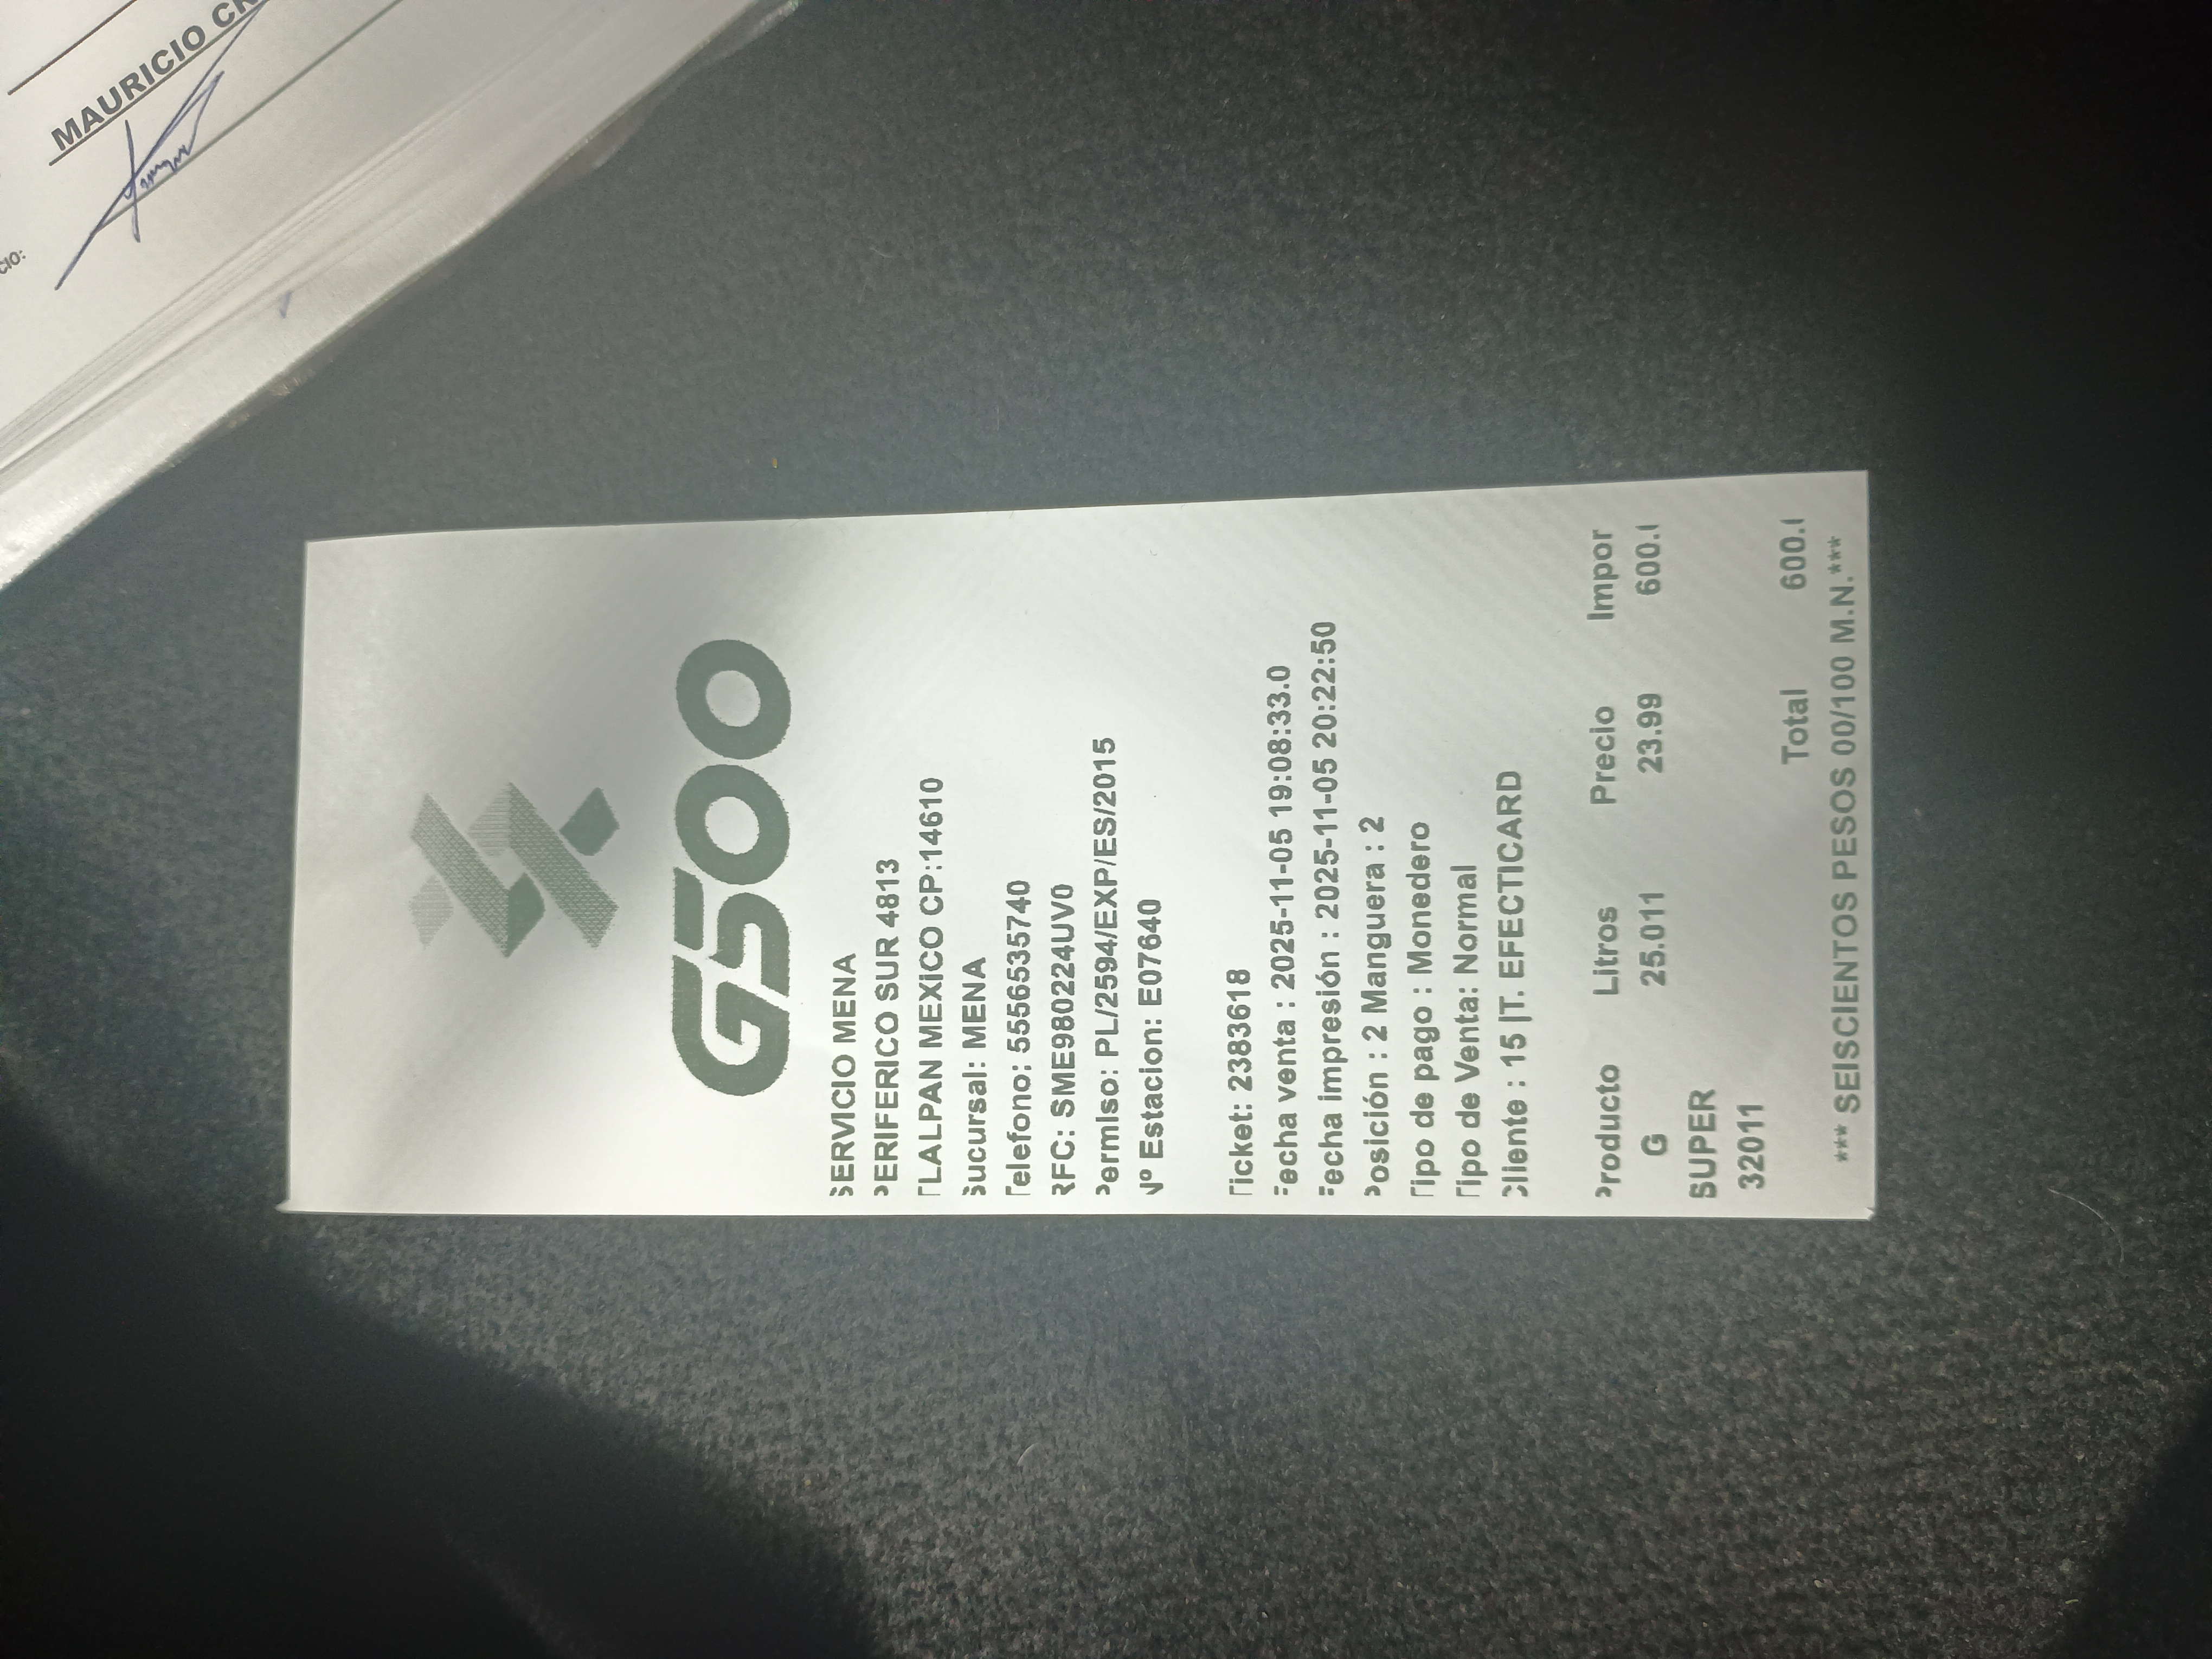 MAURICIO
CIO:
G500
SERVICIO MENA
PERIFERICO SUR 4813
TLALPAN MEXICO CP:14610
Sucursal: MENA
Telefono: 5556535740
RFC: SME980224UV0
Permiso: PL/2594/EXP/ES/2015
Nº Estacion: E07640
Ticket: 2383618
Fecha venta : 2025-11-05 19:08:33.0
Fecha impresión : 2025-11-05 20:22:50
Posición : 2 Manguera : 2
Tipo de pago : Monedero
Tipo de Venta: Normal
Cliente : 15 |T. EFECTICARD
Producto Litros Precio Impor
G 25.011 23.99 600.
SUPER
32011
Total 600.
*** SEISCIENTOS PESOS 00/100 M.N.***